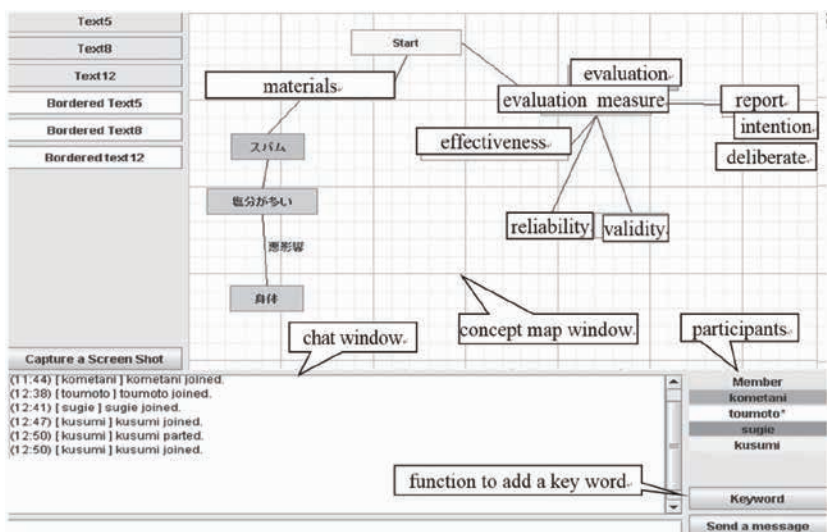 Text5
Text8
Text12
Bordered Text5
Bordered Text8
Bordered text12
Capture a Screen Shot
Start
materials
スパム
塩分が多い
悪影響
身体
evaluation
evaluation measure
effectiveness
report
intention
deliberate
reliability
validity
chat window
concept map window
participants
(11:44) [ kometani ] kometani joined.
(12:38) [ toumoto ] toumoto joined.
(12:41) [ sugie ] sugie joined.
(12:47) [ kusumi ] kusumi joined.
(12:50) [ kusumi ] kusumi parted.
(12:50) [ kusumi ] kusumi joined.
Member
kometani
toumoto*
sugie
kusumi
function to add a key word
Keyword
Send a message